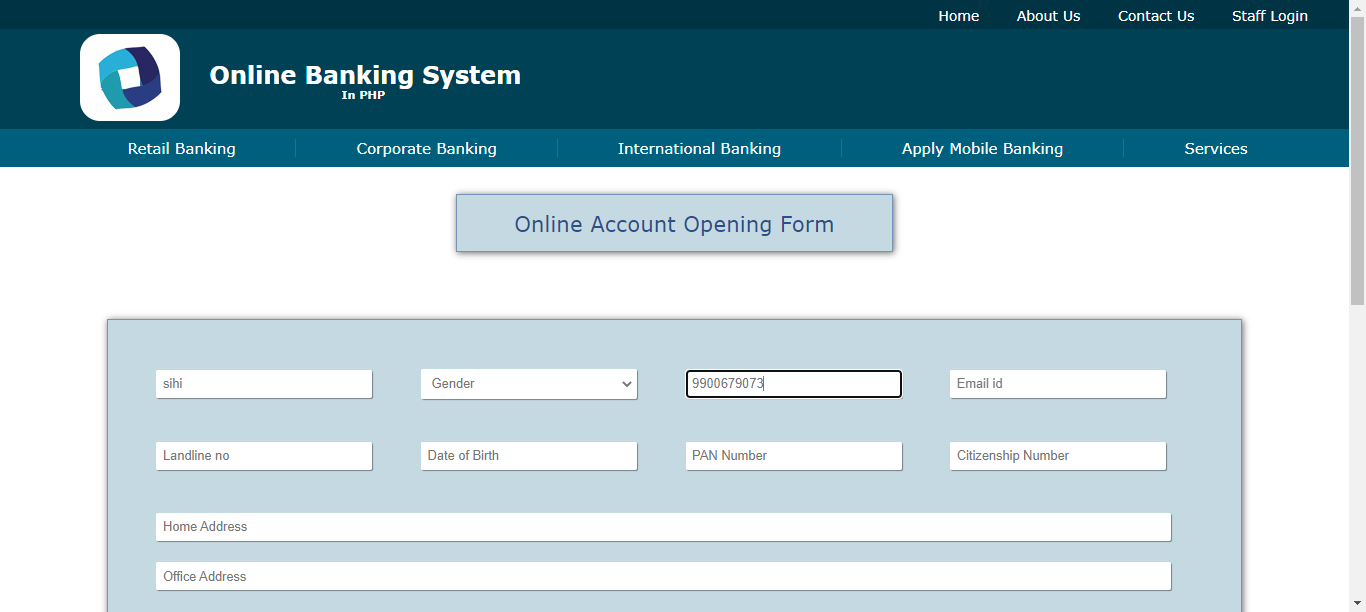 Home About Us Contact Us Staff Login
Online Banking System
In PHP
Retail Banking Corporate Banking International Banking Apply Mobile Banking Services
Online Account Opening Form
sihi Gender 9900679073 Email id
Landline no Date of Birth PAN Number Citizenship Number
Home Address
Office Address